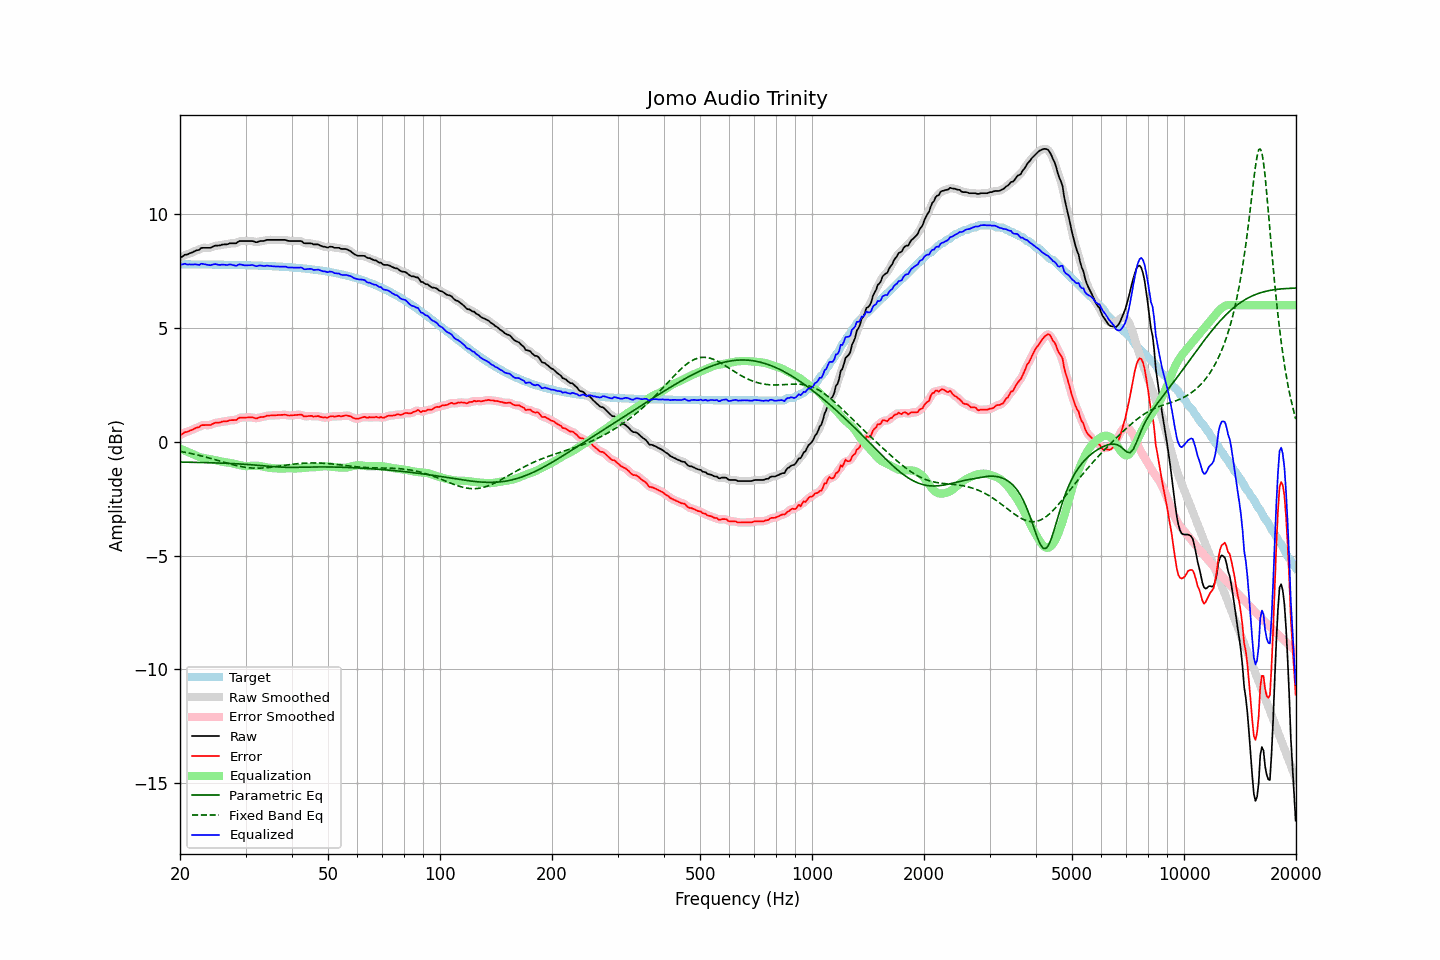 Jomo Audio Trinity
Amplitude (dBr)
10
5
0
−5
−10
−15
Target
Raw Smoothed
Error Smoothed
Raw
Error
Equalization
Parametric Eq
Fixed Band Eq
Equalized
20 50 100 200 500 1000 2000 5000 10000 20000
Frequency (Hz)